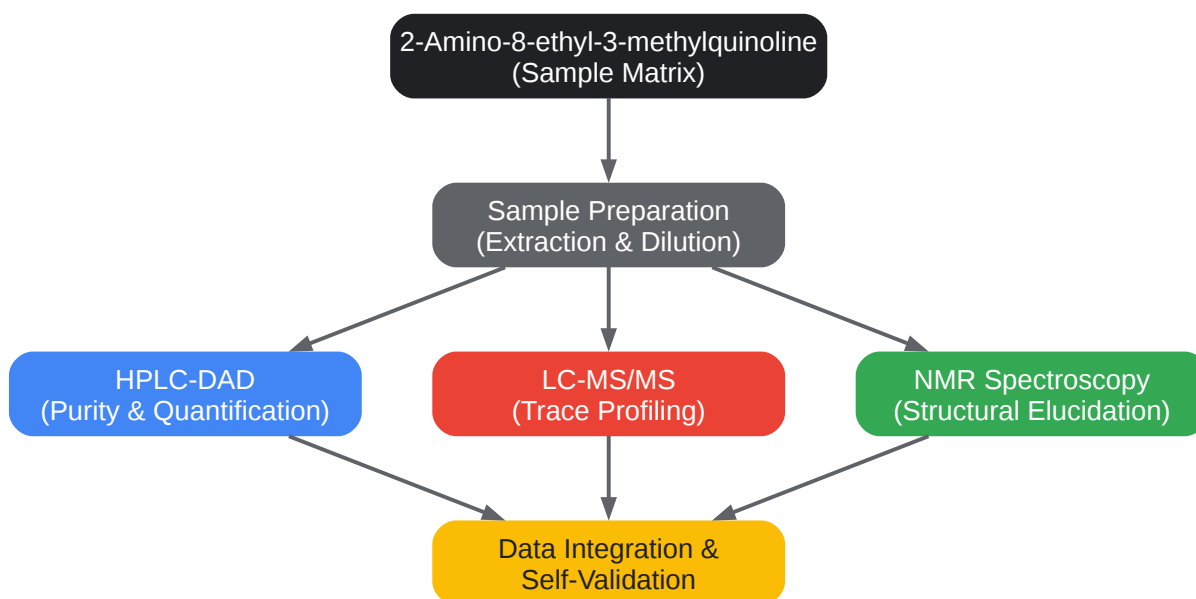 2-Amino-8-ethyl-3-methylquinoline
(Sample Matrix)
Sample Preparation
(Extraction & Dilution)
HPLC-DAD
(Purity & Quantification)
LC-MS/MS
(Trace Profiling)
NMR Spectroscopy
(Structural Elucidation)
Data Integration &
Self-Validation